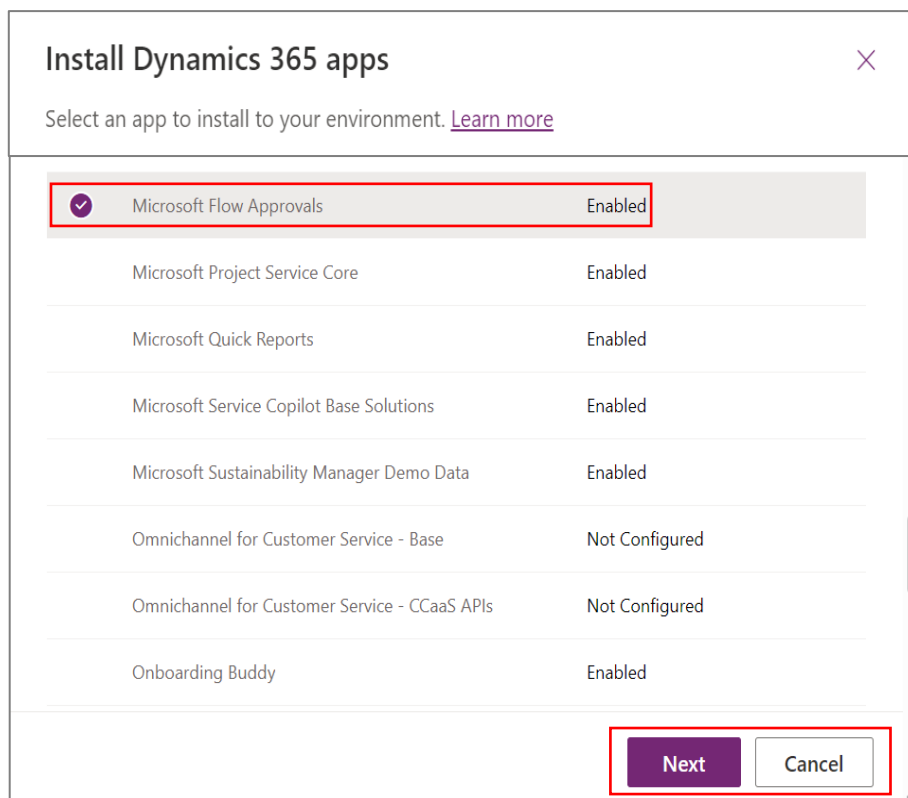 Install Dynamics 365 apps
Select an app to install to your environment. Learn more
Microsoft Flow Approvals Enabled
Microsoft Project Service Core Enabled
Microsoft Quick Reports Enabled
Microsoft Service Copilot Base Solutions Enabled
Microsoft Sustainability Manager Demo Data Enabled
Omnichannel for Customer Service - Base Not Configured
Omnichannel for Customer Service - CCaaS APIs Not Configured
Onboarding Buddy Enabled
Next Cancel